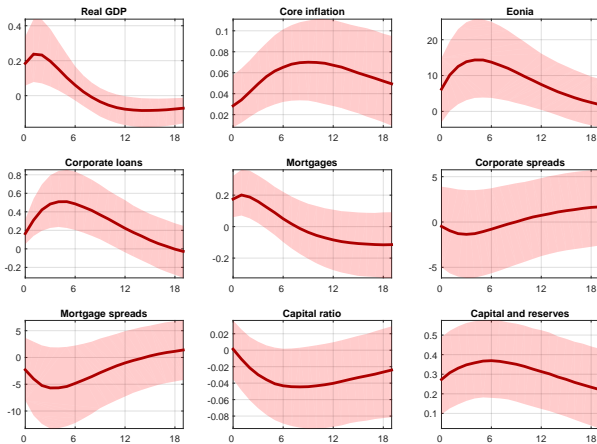 Real GDP
0.4
0.2
0
0 6 12 18
Core inflation
0.1
0.08
0.06
0.04
0.02
0 6 12 18
Eonia
20
10
0
0 6 12 18
Corporate loans
0.8
0.6
0.4
0.2
0
-0.2
0 6 12 18
Mortgages
0.2
0
-0.2
0 6 12 18
Corporate spreads
5
0
-5
0 6 12 18
Mortgage spreads
5
0
-5
-10
0 6 12 18
Capital ratio
0.02
0
-0.02
-0.04
-0.06
-0.08
0 6 12 18
Capital and reserves
0.5
0.4
0.3
0.2
0.1
0 6 12 18